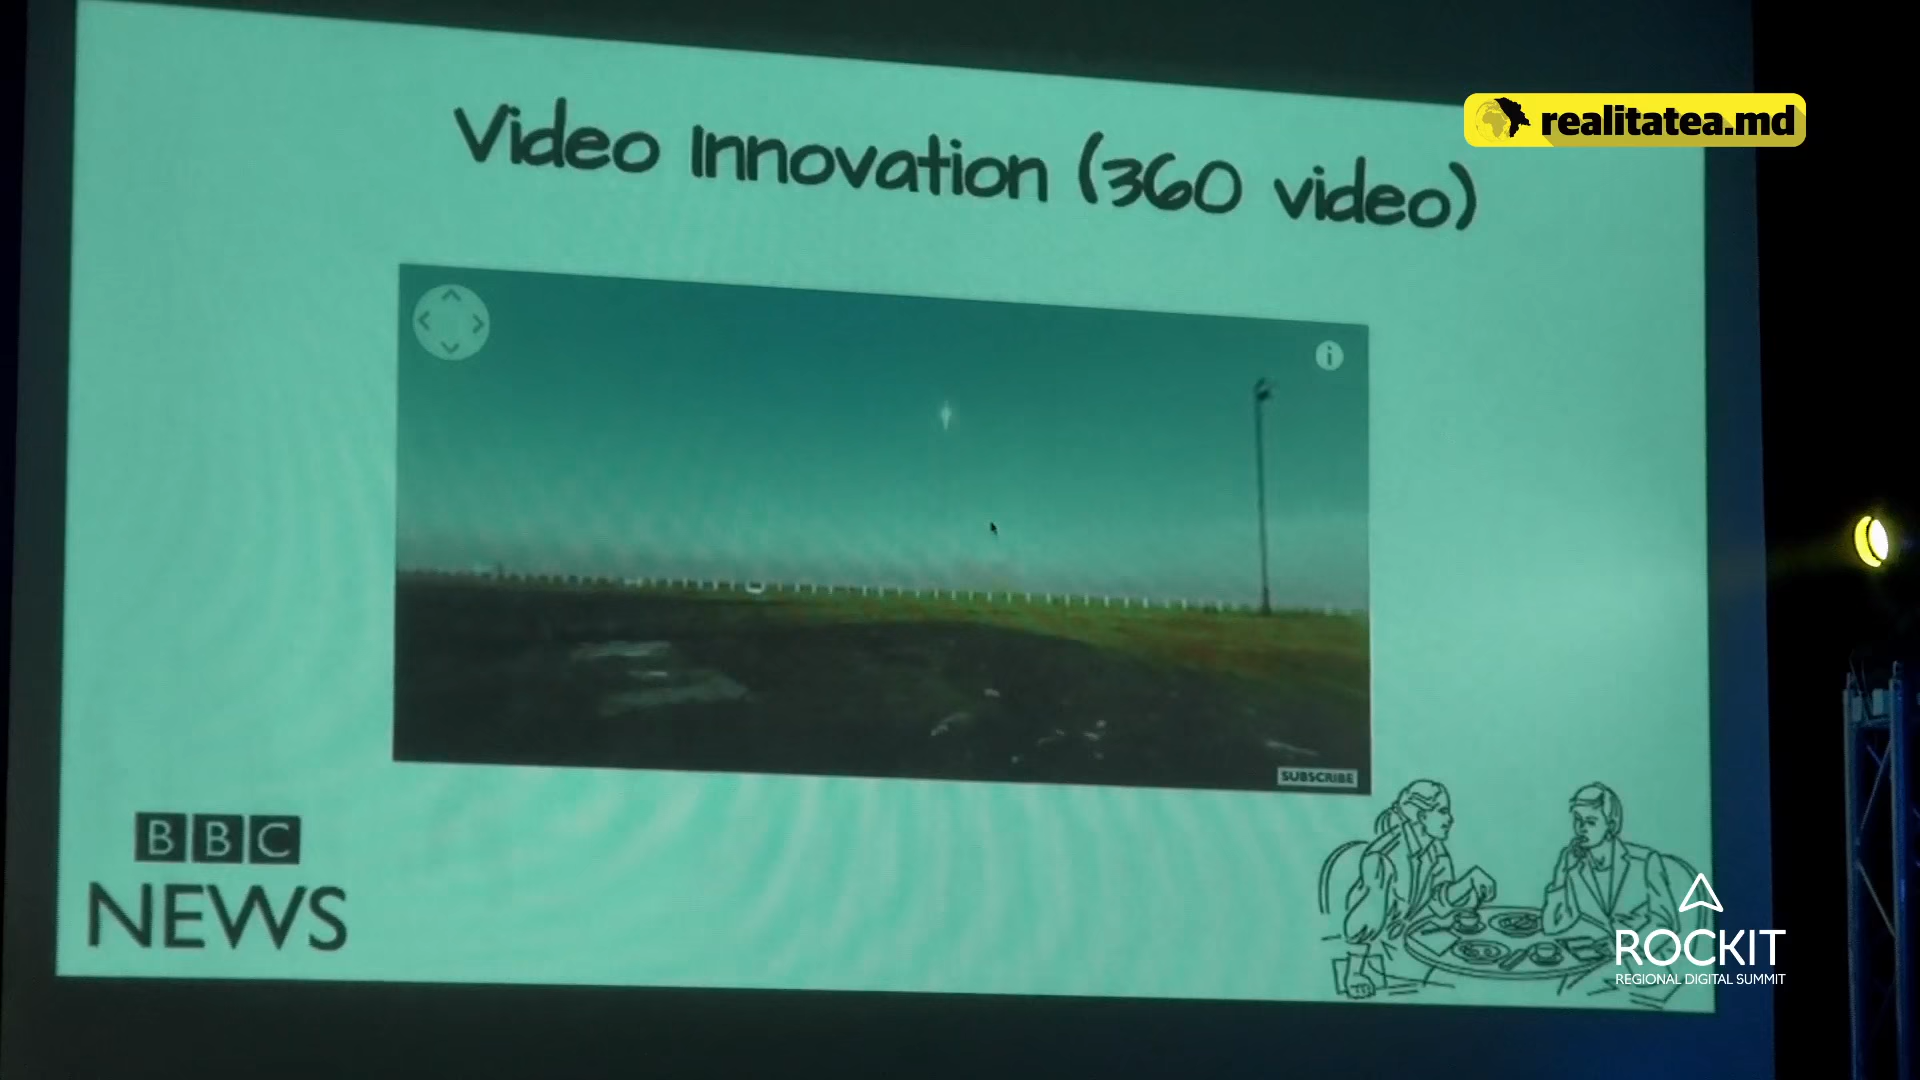 Video Innovation (360 video)
realitatea.md
i
SUBSCRIBE
BBC
NEWS
ROCKIT
REGIONAL DIGITAL SUMMIT